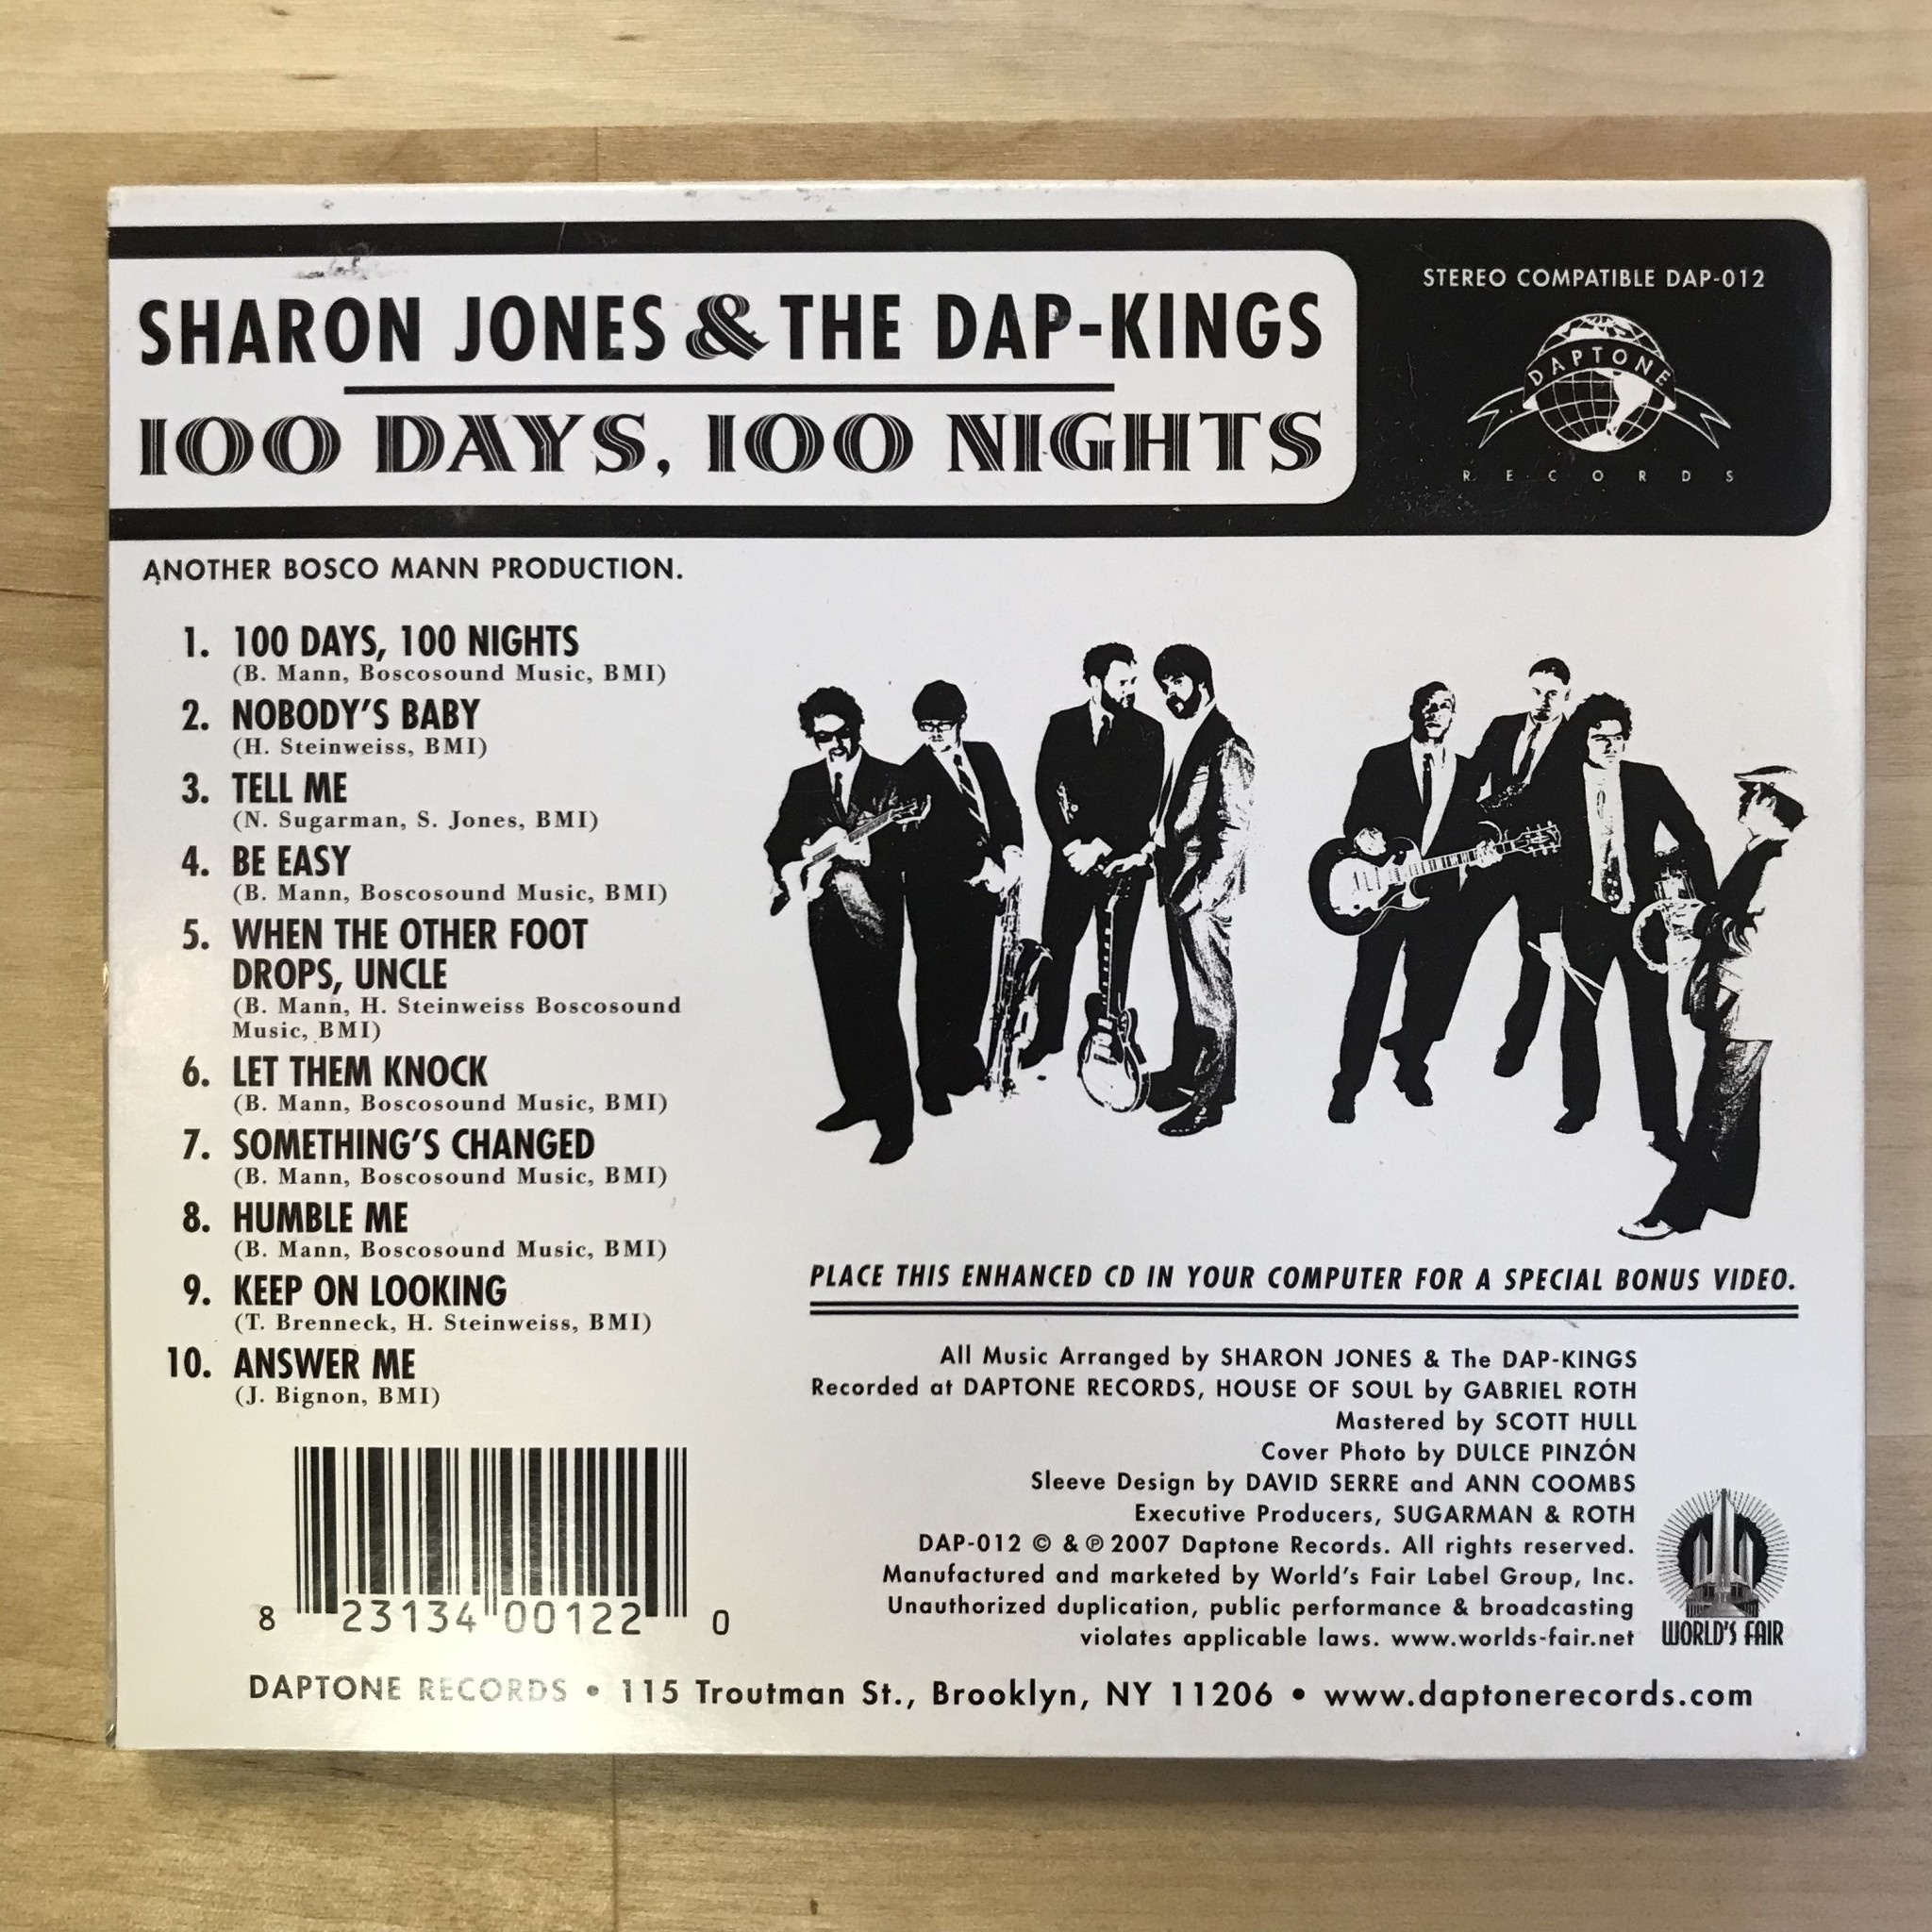 SHARON JONES & THE DAP-KINGS
100 DAYS, 100 NIGHTS
STEREO COMPATIBLE DAP-012
DAPTONE
RECORDS
ANOTHER BOSCO MANN PRODUCTION.
1. 100 DAYS, 100 NIGHTS
(B. Mann, Boscosound Music, BMI)
2. NOBODY'S BABY
(H. Steinweiss, BMI)
3. TELL ME
(N. Sugarman, S. Jones, BMI)
4. BE EASY
(B. Mann, Boscosound Music, BMI)
5. WHEN THE OTHER FOOT
DROPS, UNCLE
(B. Mann, H. Steinweiss Boscosound
Music, BMI)
6. LET THEM KNOCK
(B. Mann, Boscosound Music, BMI)
7. SOMETHING'S CHANGED
(B. Mann, Boscosound Music, BMI)
8. HUMBLE ME
(B. Mann, Boscosound Music, BMI)
9. KEEP ON LOOKING
(T. Brenneck, H. Steinweiss, BMI)
10. ANSWER ME
(J. Bignon, BMI)
8 23134 00122 0
PLACE THIS ENHANCED CD IN YOUR COMPUTER FOR A SPECIAL BONUS VIDEO.
All Music Arranged by SHARON JONES & The DAP-KINGS
Recorded at DAPTONE RECORDS, HOUSE OF SOUL by GABRIEL ROTH
Mastered by SCOTT HULL
Cover Photo by DULCE PINZÓN
Sleeve Design by DAVID SERRE and ANN COOMBS
Executive Producers, SUGARMAN & ROTH
DAP-012 © & ℗ 2007 Daptone Records. All rights reserved.
Manufactured and marketed by World's Fair Label Group, Inc.
Unauthorized duplication, public performance & broadcasting
violates applicable laws. www.worlds-fair.net
WORLD'S FAIR
DAPTONE RECORDS • 115 Troutman St., Brooklyn, NY 11206 • www.daptonerecords.com